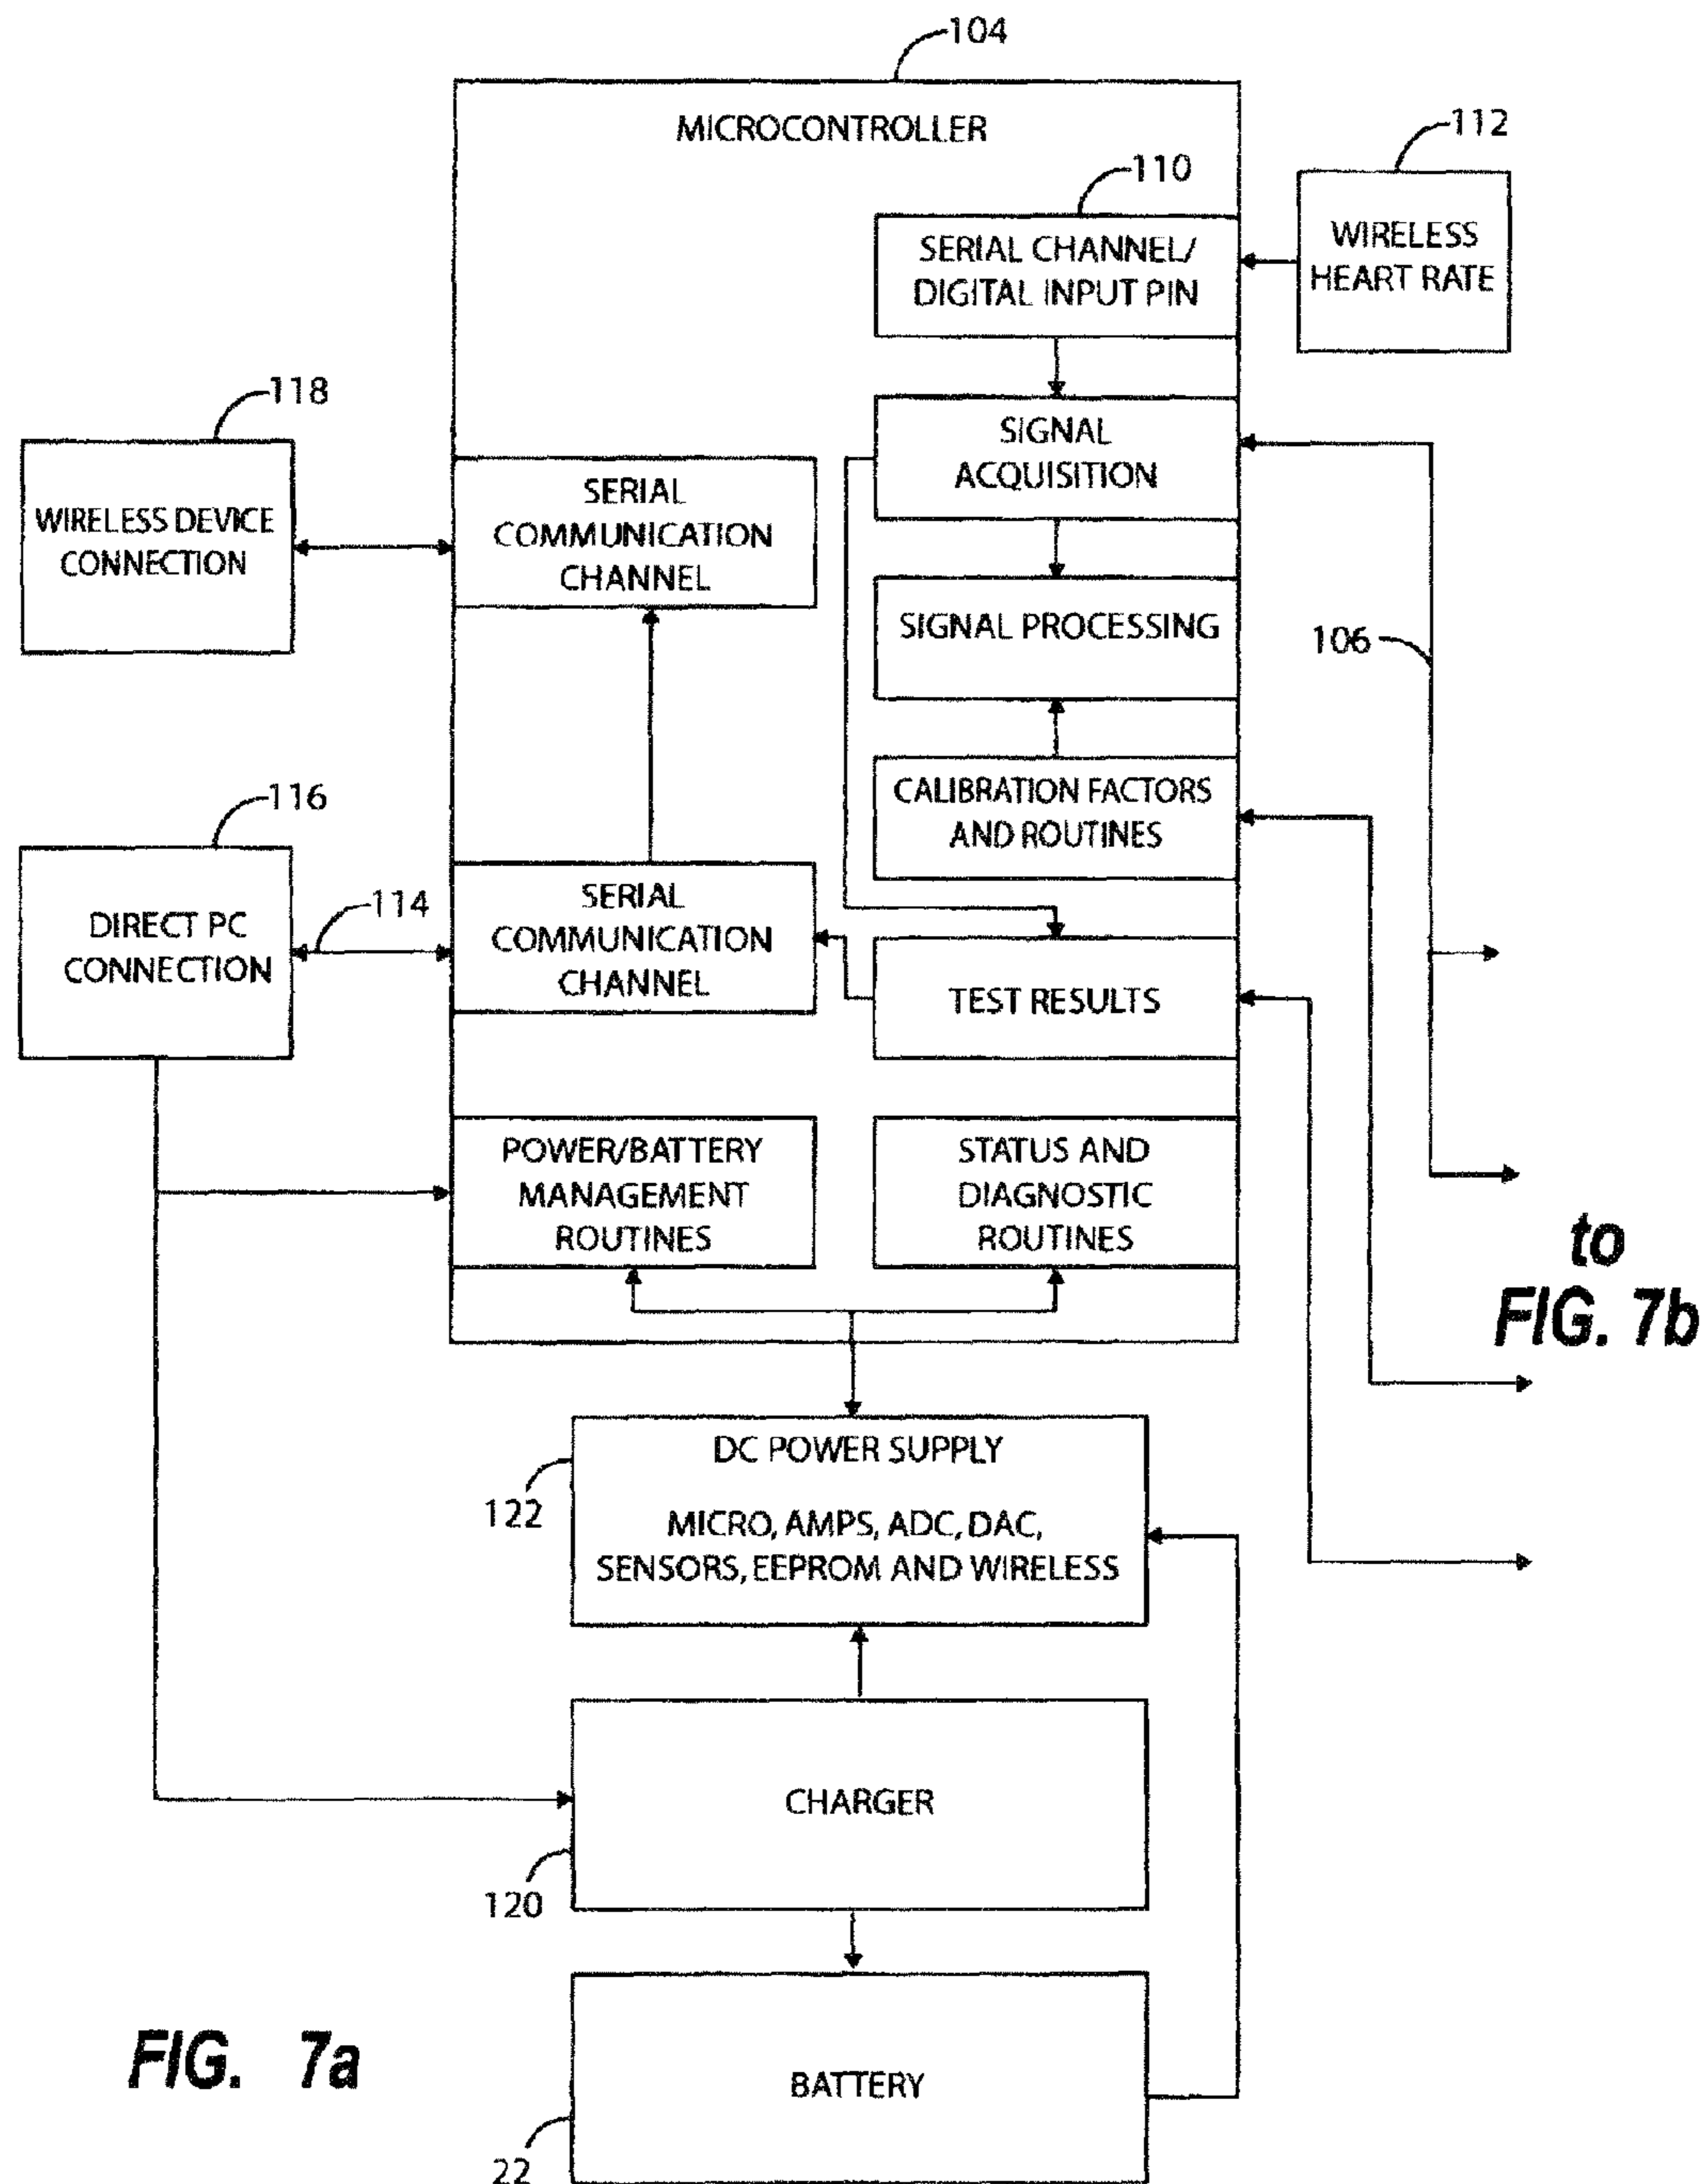 104
MICROCONTROLLER
112
110
SERIAL CHANNEL/
DIGITAL INPUT PIN
WIRELESS
HEART RATE
118
SIGNAL
ACQUISITION
WIRELESS DEVICE
CONNECTION
SERIAL
COMMUNICATION
CHANNEL
SIGNAL PROCESSING
106
116
CALIBRATION FACTORS
AND ROUTINES
DIRECT PC
CONNECTION
114
SERIAL
COMMUNICATION
CHANNEL
TEST RESULTS
POWER/BATTERY
MANAGEMENT
ROUTINES
STATUS AND
DIAGNOSTIC
ROUTINES
to
FIG. 7b
DC POWER SUPPLY
122
MICRO, AMPS, ADC, DAC,
SENSORS, EEPROM AND WIRELESS
CHARGER
120
FIG. 7a
BATTERY
22